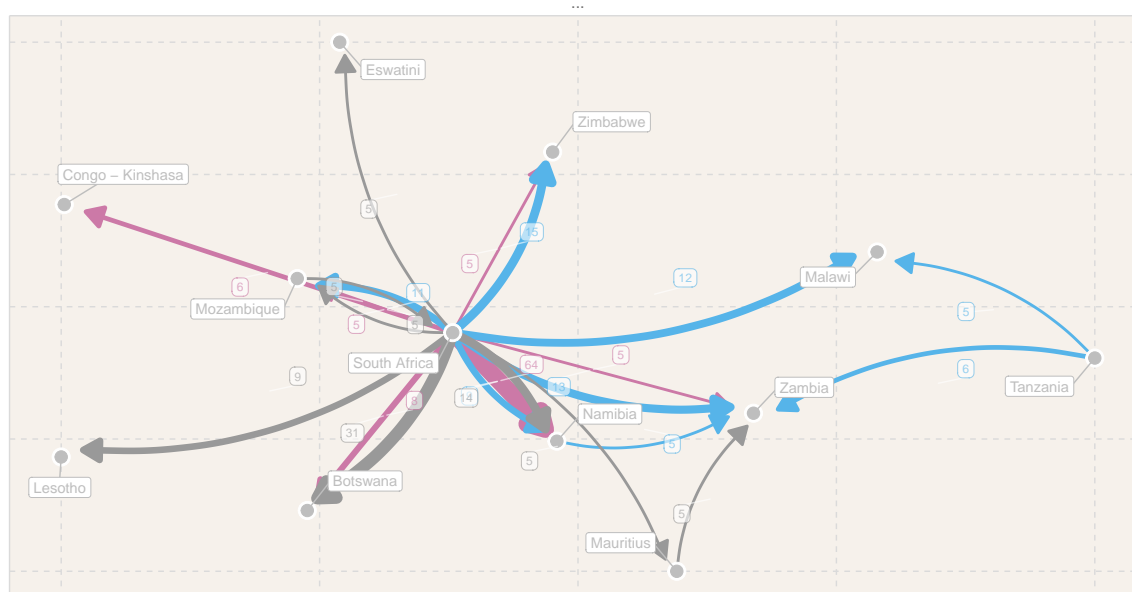 ...
Eswatini
Zimbabwe
Congo – Kinshasa
5
15
5
Malawi
12
6
5
11
Mozambique
5
5
5
5
South Africa
64
9
13
Zambia
6
Tanzania
14
8
Namibia
31
5
5
Botswana
Lesotho
5
Mauritius